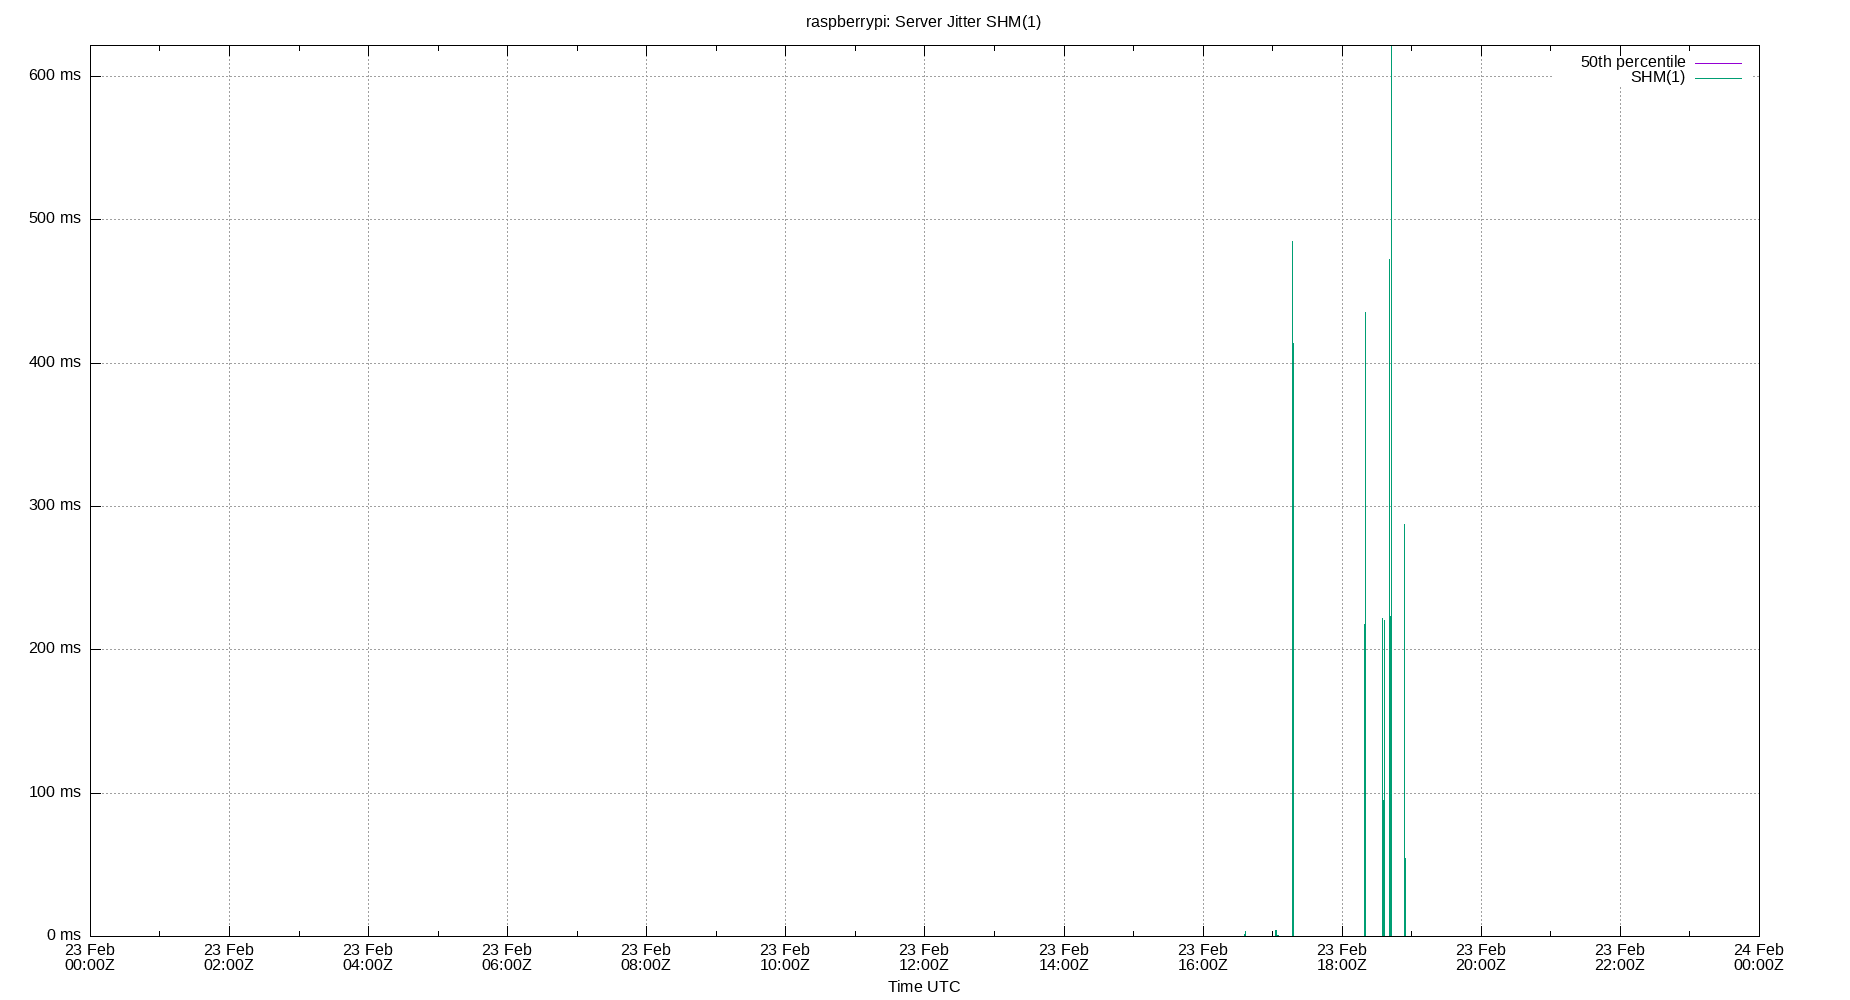 raspberrypi: Server Jitter SHM(1)
50th percentile
SHM(1)
600 ms
500 ms
400 ms
300 ms
200 ms
100 ms
0 ms
23 Feb 23 Feb 23 Feb 23 Feb 23 Feb 23 Feb 23 Feb 23 Feb 23 Feb 23 Feb 23 Feb 23 Feb 24 Feb
00:00Z 02:00Z 04:00Z 06:00Z 08:00Z 10:00Z 12:00Z 14:00Z 16:00Z 18:00Z 20:00Z 22:00Z 00:00Z
Time UTC